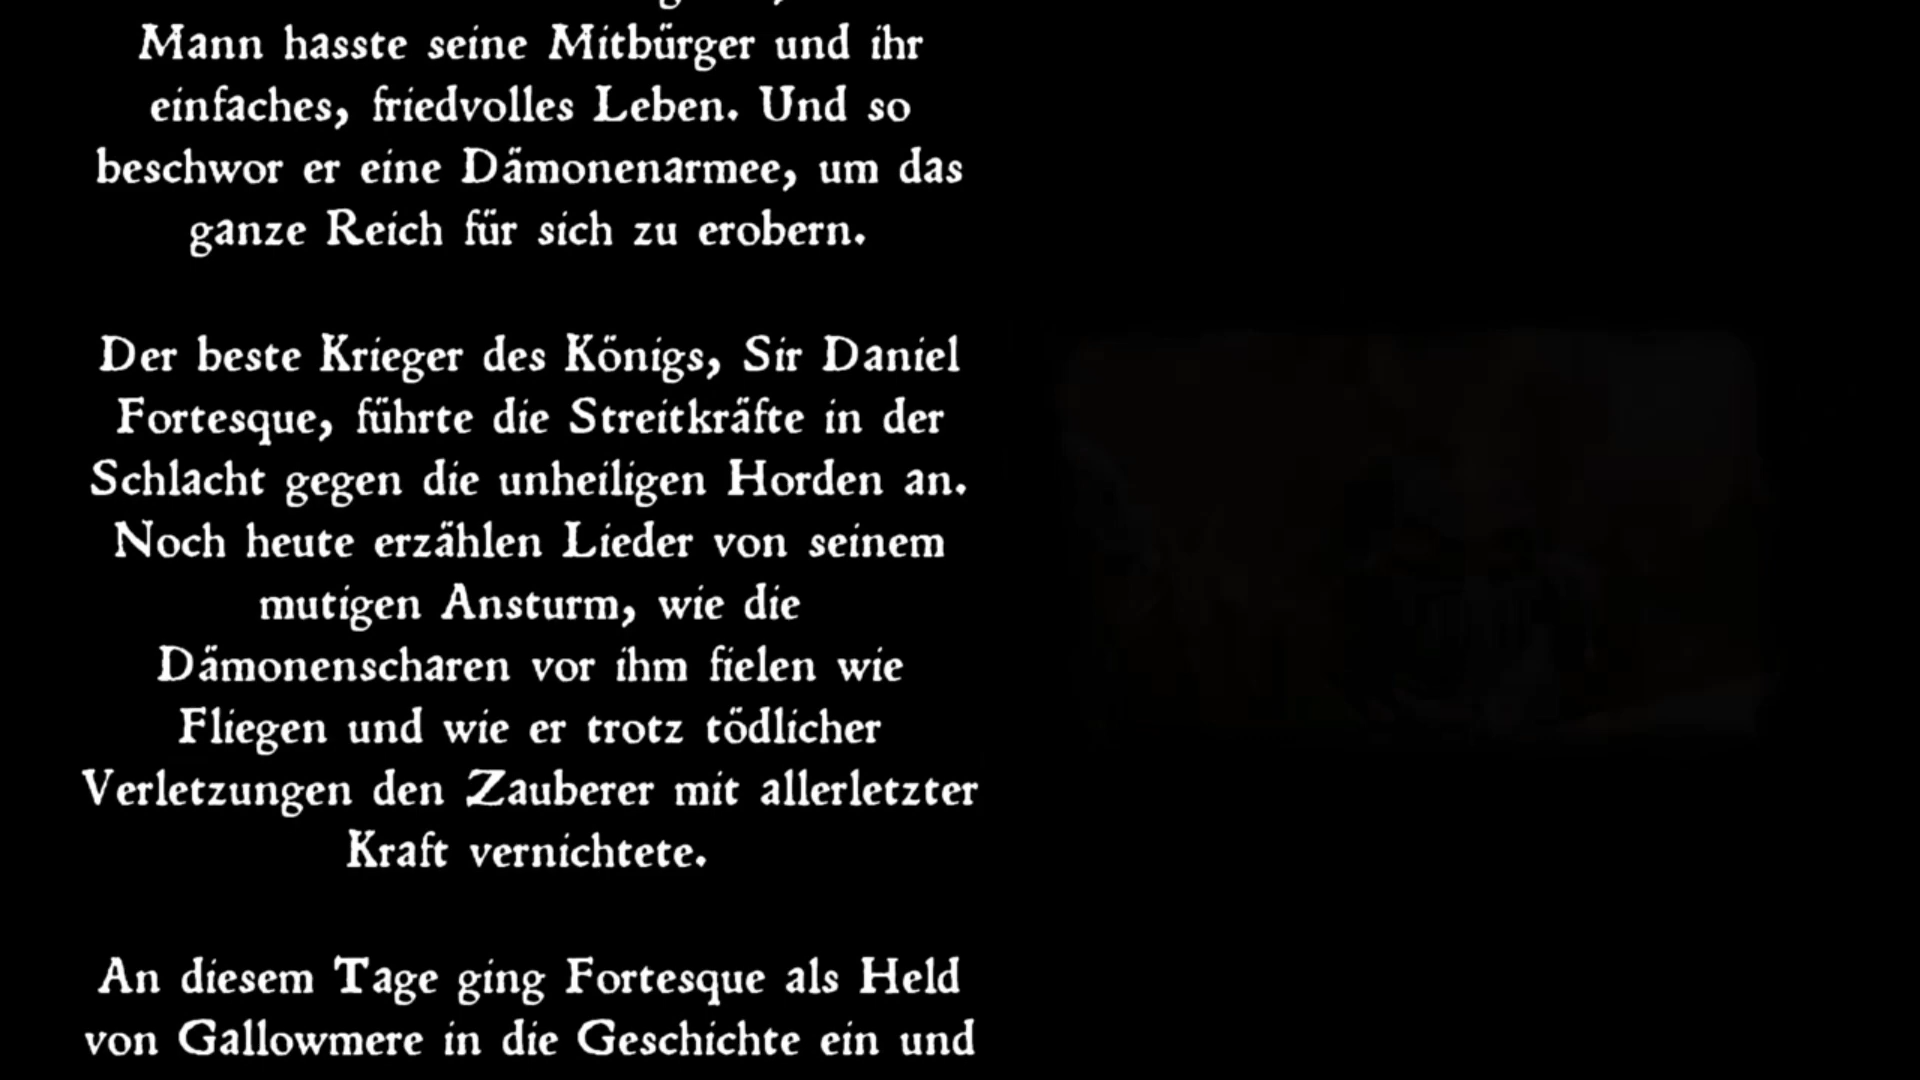 Mann hasste seine Mitbürger und ihr
einfaches, friedvolles Leben. Und so
beschwor er eine Dämonenarmee, um das
ganze Reich für sich zu erobern.
Der beste Krieger des Königs, Sir Daniel
Fortesque, führte die Streitkräfte in der
Schlacht gegen die unheiligen Horden an.
Noch heute erzählen Lieder von seinem
mutigen Ansturm, wie die
Dämonenscharen vor ihm fielen wie
Fliegen und wie er trotz tödlicher
Verletzungen den Zauberer mit allerletzter
Kraft vernichtete.
An diesem Tage ging Fortesque als Held
von Gallowmere in die Geschichte ein und